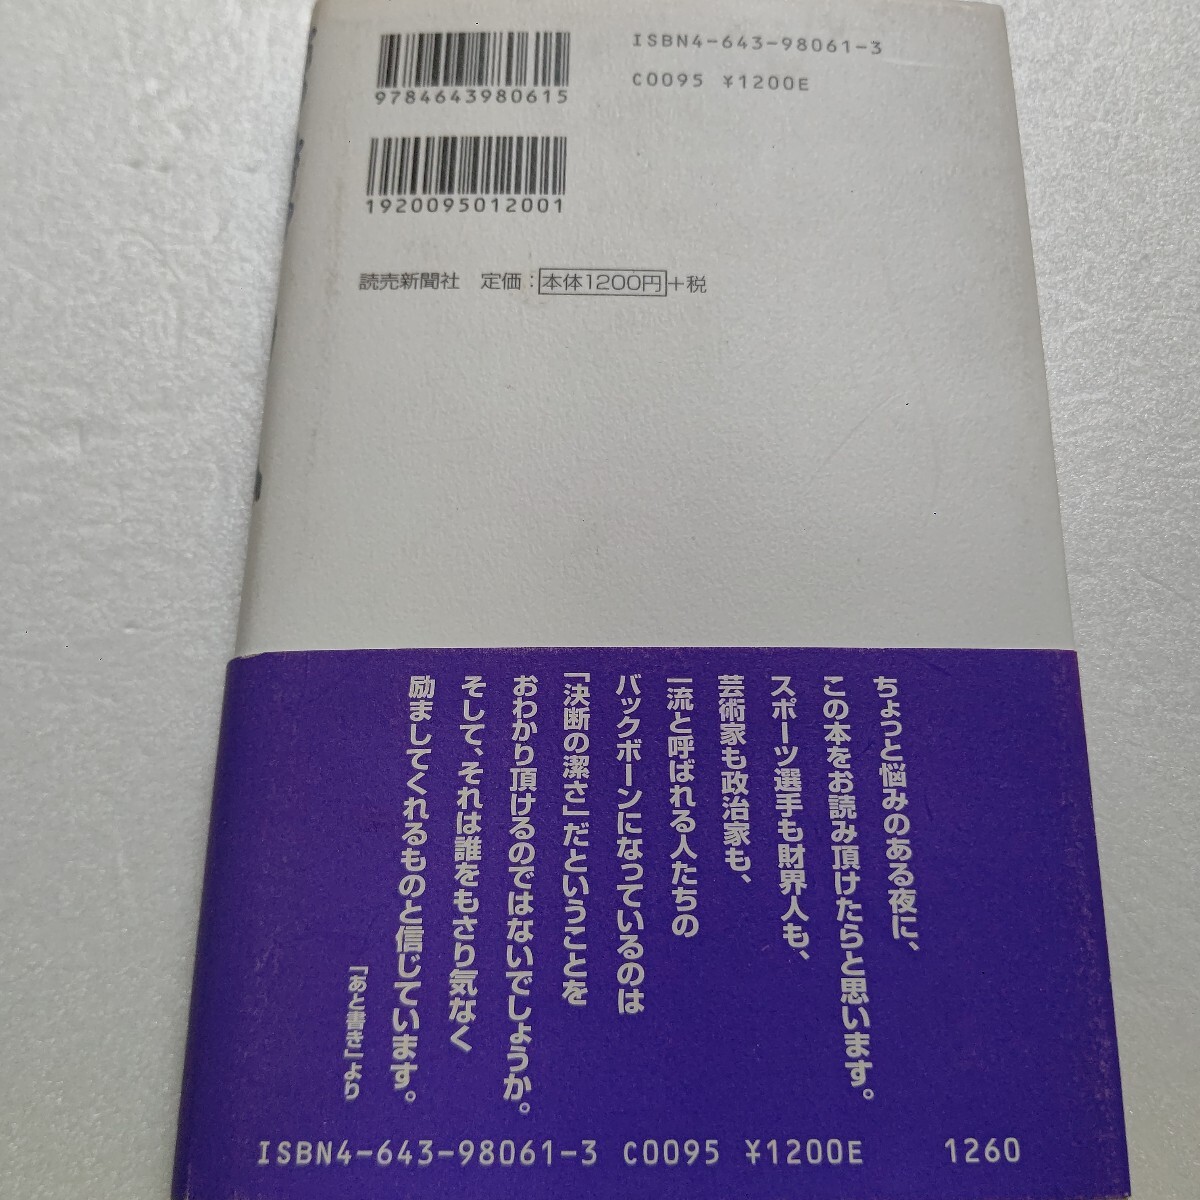 ISBN4-643-98061-3
C0095 ¥1200E
9784643980615
1920095012001
読売新聞社 定価：本体1200円+税
ちょっと悩みのある夜に、
この本をお読み頂けたらと思います。
スポーツ選手も財界人も、
芸術家も政治家も、
一流と呼ばれる人たちの
バックボーンになっているのは
「決断の潔さ」だということを
おわかり頂けるのではないでしょうか。
そして、それは誰をもさり気なく
励ましてくれるものと信じています。
「あと書き」より
ISBN4-643-98061-3 C0095 ¥1200E 1260